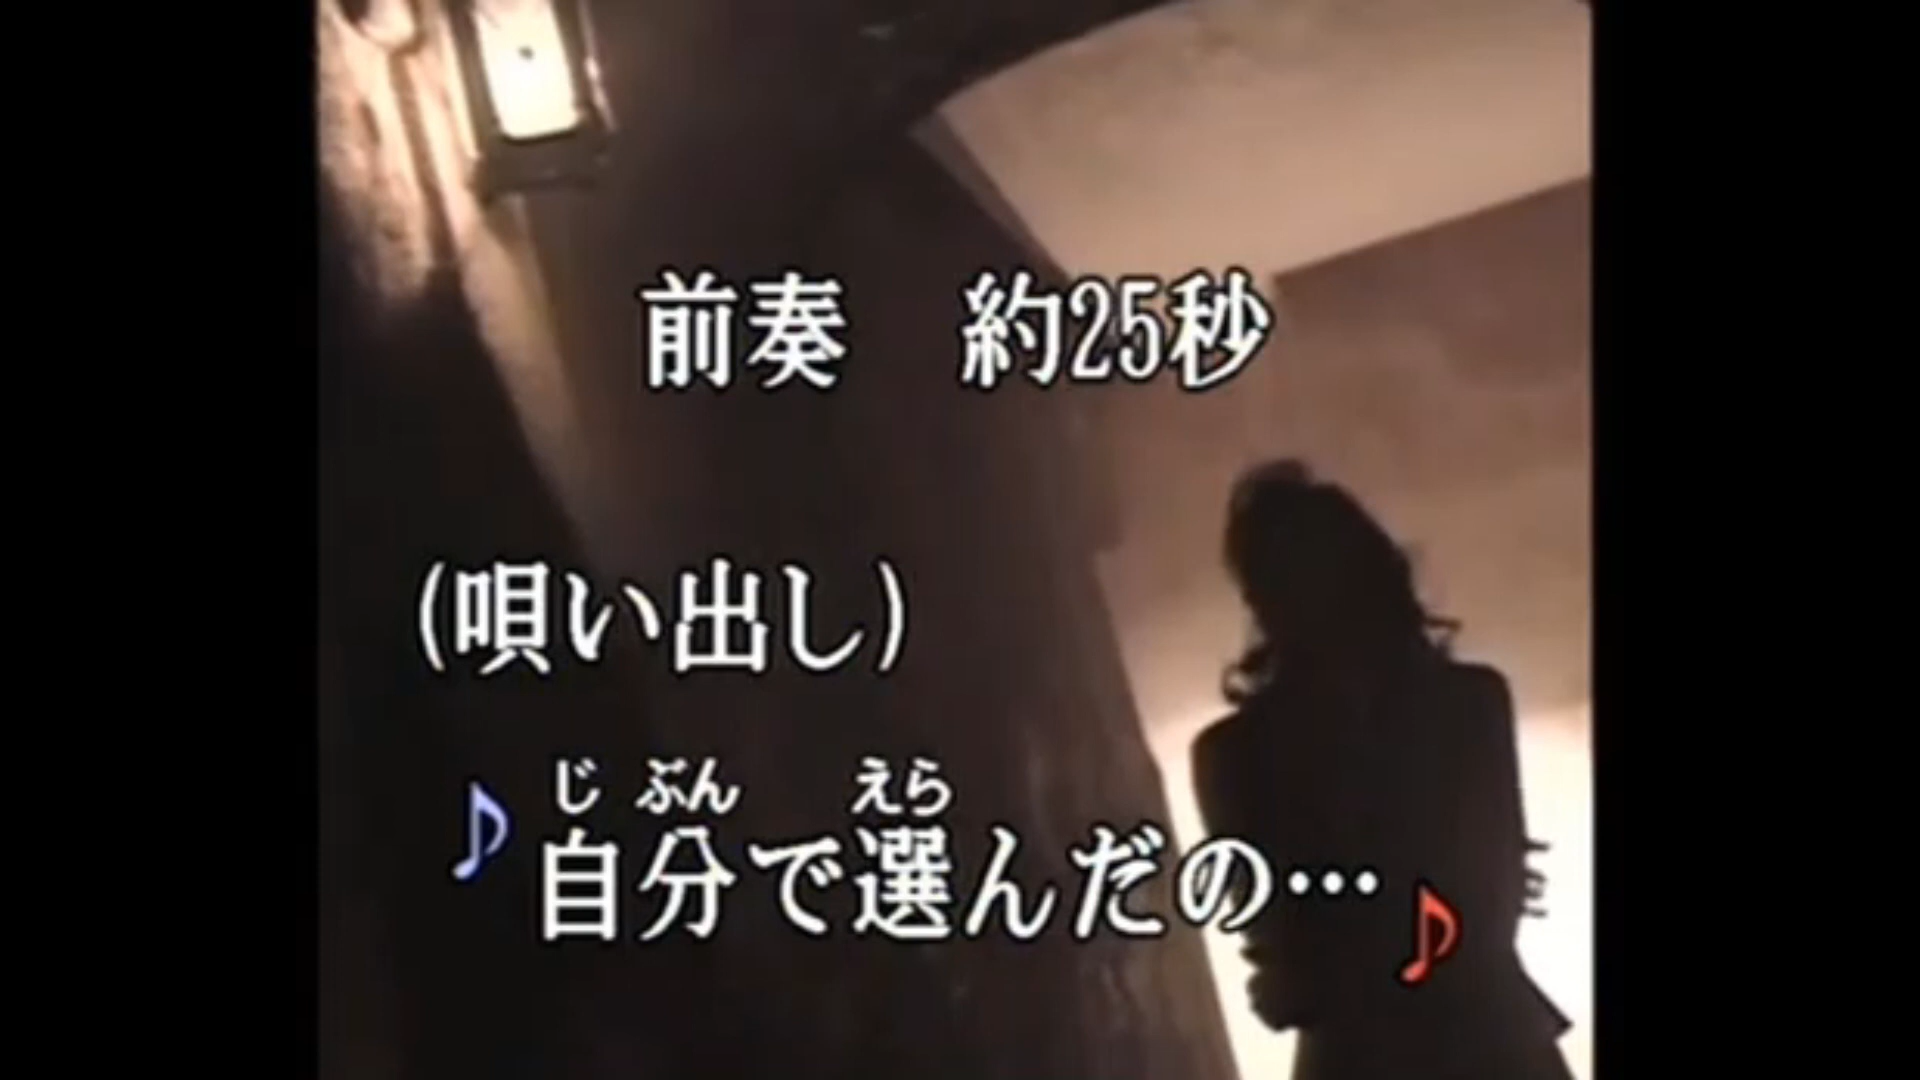 前奏　約25秒
(唄い出し)
じ ぶん えら
♪自分で選んだの…♪